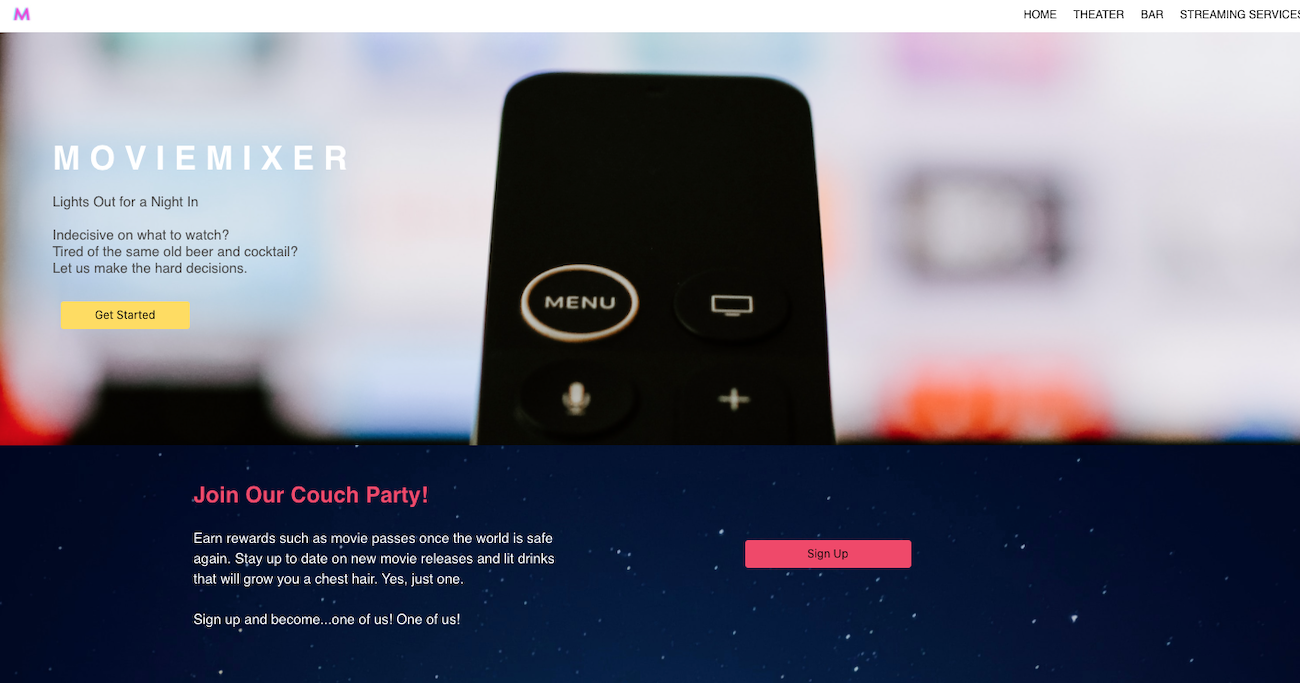 M
HOME THEATER BAR STREAMING SERVICES
MOVIEMIXER
Lights Out for a Night In
Indecisive on what to watch?
Tired of the same old beer and cocktail?
Let us make the hard decisions.
Get Started
MENU
Join Our Couch Party!
Earn rewards such as movie passes once the world is safe
again. Stay up to date on new movie releases and lit drinks
that will grow you a chest hair. Yes, just one.
Sign up and become...one of us! One of us!
Sign Up